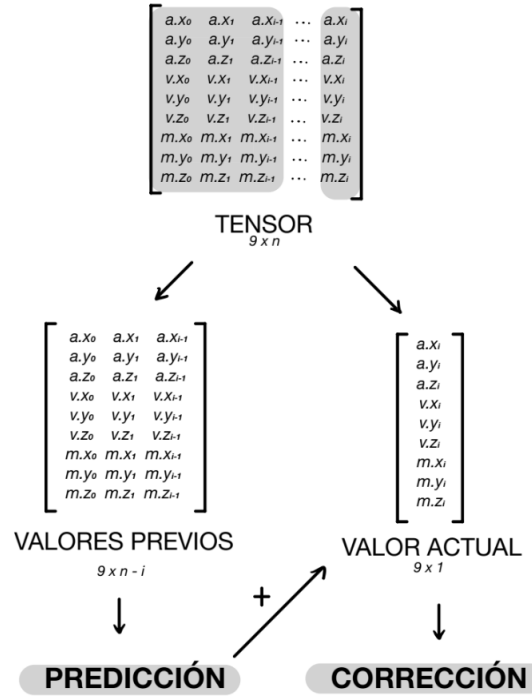 a.x₀ a.x₁ a.xᵢ₋₁ ... a.xᵢ
a.y₀ a.y₁ a.yᵢ₋₁ ... a.yᵢ
a.z₀ a.z₁ a.zᵢ₋₁ ... a.zᵢ
v.x₀ v.x₁ v.xᵢ₋₁ ... v.xᵢ
v.y₀ v.y₁ v.yᵢ₋₁ ... v.yᵢ
v.z₀ v.z₁ v.zᵢ₋₁ ... v.zᵢ
m.x₀ m.x₁ m.xᵢ₋₁ ... m.xᵢ
m.y₀ m.y₁ m.yᵢ₋₁ ... m.yᵢ
m.z₀ m.z₁ m.zᵢ₋₁ ... m.zᵢ
TENSOR
9 x n
a.x₀ a.x₁ a.xᵢ₋₁
a.y₀ a.y₁ a.yᵢ₋₁
a.z₀ a.z₁ a.zᵢ₋₁
v.x₀ v.x₁ v.xᵢ₋₁
v.y₀ v.y₁ v.yᵢ₋₁
v.z₀ v.z₁ v.zᵢ₋₁
m.x₀ m.x₁ m.xᵢ₋₁
m.y₀ m.y₁ m.yᵢ₋₁
m.z₀ m.z₁ m.zᵢ₋₁
VALORES PREVIOS
9 x n - i
a.xᵢ
a.yᵢ
a.zᵢ
v.xᵢ
v.yᵢ
v.zᵢ
m.xᵢ
m.yᵢ
m.zᵢ
VALOR ACTUAL
9 x 1
+
PREDICCIÓN
CORRECCIÓN